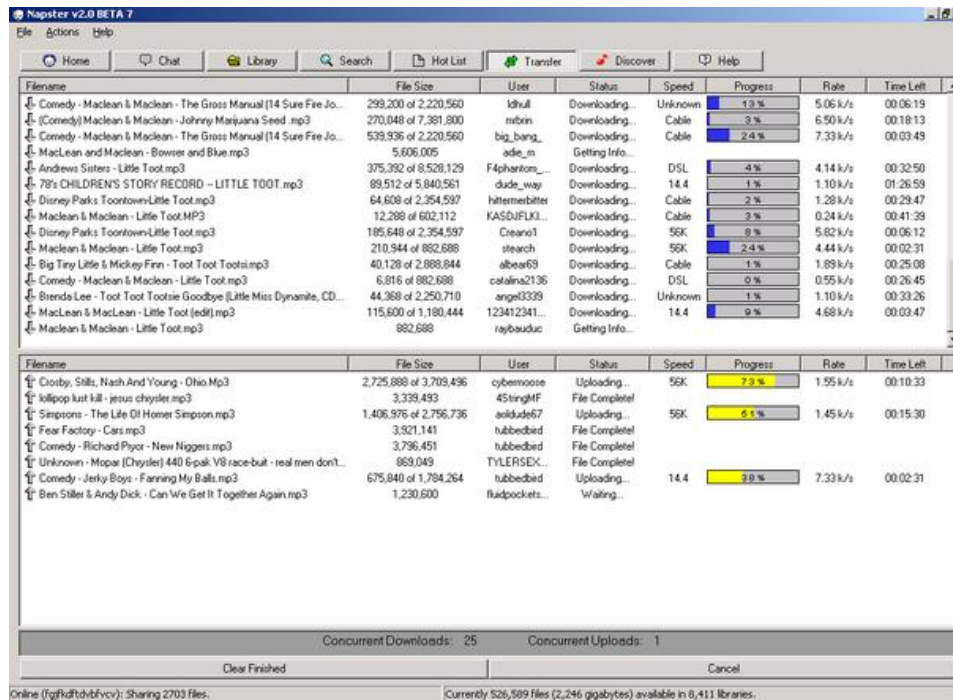 Napster v2.0 BETA 7
File Actions Help
Home Chat Library Search Hot List Transfer Discover Help
Filename File Size User Status Speed Progress Rate Time Left
Comedy - Maclean & Maclean - The Gross Manual (14 Sure Fire Jo... 299,200 of 2,220,560 ldhull Downloading... Unknown 13 % 5.06 k/s 00:06:19
(Comedy) Maclean & Maclean - Johnny Marijuana Seed .mp3 270,048 of 7,381,800 mrbrin Downloading... Cable 3 % 6.50 k/s 00:18:13
Comedy - Maclean & Maclean - The Gross Manual (14 Sure Fire Jo... 539,936 of 2,220,560 big_bang_ Downloading... Cable 24 % 7.33 k/s 00:03:49
MacLean and Maclean - Bowser and Blue.mp3 5,606,005 adie_m Getting Info...
Andrews Sisters - Little Toot.mp3 375,392 of 8,528,129 F4phantom_... Downloading... DSL 4 % 4.14 k/s 00:32:50
78's CHILDREN'S STORY RECORD -- LITTLE TOOT.mp3 89,512 of 5,840,561 dude_way Downloading... 14.4 1 % 1.10 k/s 01:26:59
Disney Parks Toontown-Little Toot.mp3 64,608 of 2,354,597 hittermerbitter Downloading... Cable 2 % 1.28 k/s 00:29:47
Maclean & Maclean - Little Toot.MP3 12,288 of 602,112 KASDJFLKI... Downloading... Cable 3 % 0.24 k/s 00:41:39
Disney Parks Toontown-Little Toot.mp3 185,648 of 2,354,597 Creano1 Downloading... 56K 8 % 5.82 k/s 00:06:12
Maclean & Maclean - Little Toot.mp3 210,944 of 882,688 stearch Downloading... 56K 24 % 4.44 k/s 00:02:31
Big Tiny Little & Mickey Finn - Toot Toot Tootsi.mp3 40,128 of 2,888,844 albear69 Downloading... Cable 1 % 1.89 k/s 00:25:08
Comedy - Maclean & Maclean - Little Toot.mp3 6,816 of 882,688 catalina2136 Downloading... DSL 0 % 0.55 k/s 00:26:45
Brenda Lee - Toot Toot Tootsie Goodbye (Little Miss Dynamite, CD... 44,368 of 2,250,710 angel3339 Downloading... Unknown 1 % 1.10 k/s 00:33:26
MacLean & MacLean - Little Toot (edit).mp3 115,600 of 1,180,444 123412341... Downloading... 14.4 9 % 4.68 k/s 00:03:47
Maclean & Maclean - Little Toot.mp3 882,688 raybauduc Getting Info...
Filename File Size User Status Speed Progress Rate Time Left
Crosby, Stills, Nash And Young - Ohio.Mp3 2,725,888 of 3,709,496 cybermoose Uploading... 56K 73 % 1.55 k/s 00:10:33
lollipop lust kill - jesus chrysler.mp3 3,339,493 4StringMF File Complete!
Simpsons - The Life Of Homer Simpson.mp3 1,406,976 of 2,756,736 aoldude67 Uploading... 56K 51 % 1.45 k/s 00:15:30
Fear Factory - Cars.mp3 3,921,141 tubbedbird File Complete!
Comedy - Richard Pryor - New Niggers.mp3 3,796,451 tubbedbird File Complete!
Unknown - Mopar (Chrysler) 440 6-pak V8 race-buit - real men don't... 869,049 TYLERSEX... File Complete!
Comedy - Jerky Boys - Fanning My Balls.mp3 675,840 of 1,784,264 tubbedbird Uploading... 14.4 38 % 7.33 k/s 00:02:31
Ben Stiller & Andy Dick - Can We Get It Together Again.mp3 1,230,600 fluidpockets... Waiting...
Concurrent Downloads: 25 Concurrent Uploads: 1
Clear Finished Cancel
Online (fgfkdftdvbfvcv): Sharing 2703 files. Currently 526,589 files (2,246 gigabytes) available in 8,411 libraries.